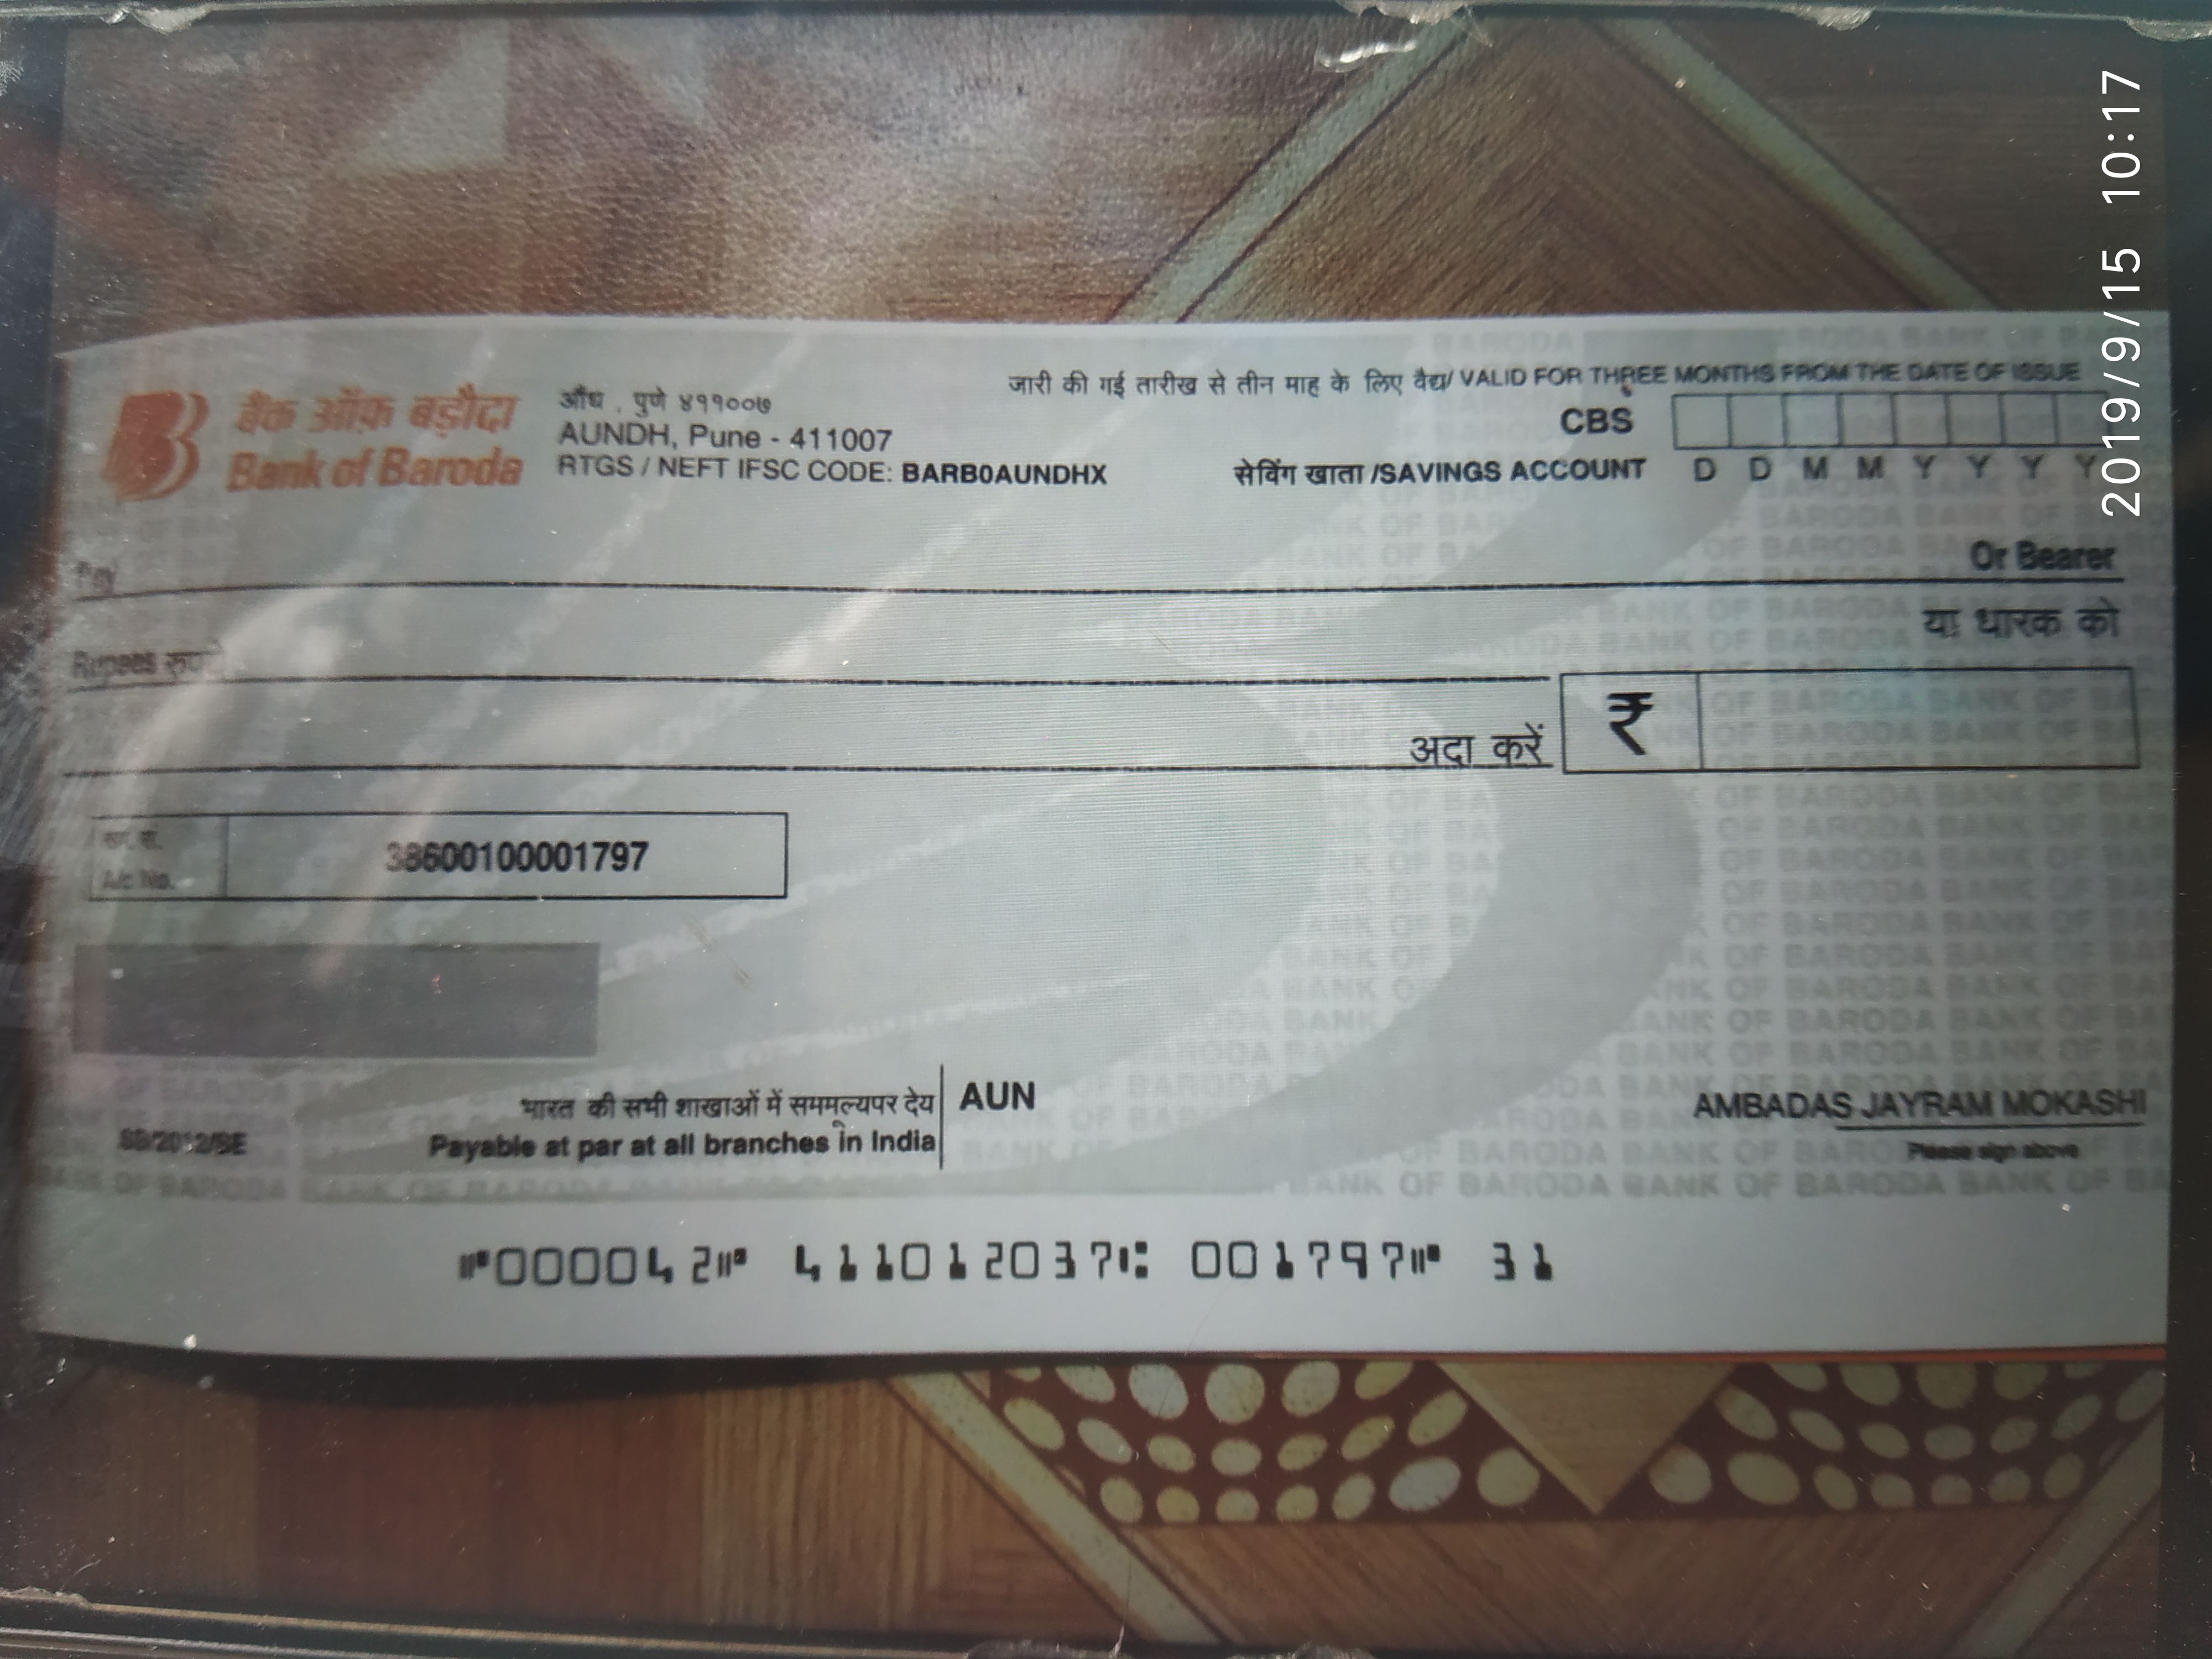 जारी की गई तारीख से तीन माह के लिए वैद्य/ VALID FOR THREE MONTHS FROM THE DATE OF ISSUE
बैंक ऑफ़ बड़ौदा
Bank of Baroda
औंध , पुणे ४११००७
AUNDH, Pune - 411007
RTGS / NEFT IFSC CODE: BARB0AUNDHX
CBS
सेविंग खाता /SAVINGS ACCOUNT
D D M M Y Y Y Y
Pay
Or Bearer
या धारक को
Rupees रुपये
अदा करें
₹
खा. सं.
A/c No.
38600100001797
भारत की सभी शाखाओं में सममूल्यपर देय
Payable at par at all branches in India
AUN
SB/2012/SE
AMBADAS JAYRAM MOKASHI
Please sign above
⑈000042⑈ 411012037⑆ 001797⑈ 31
2019/9/15 10:17